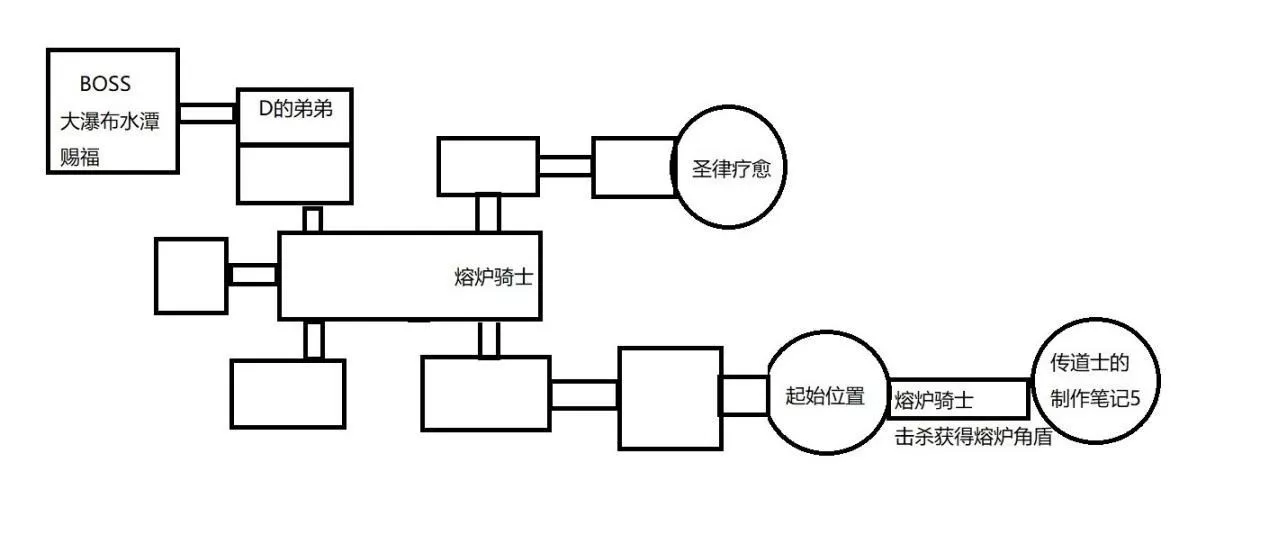 BOSS
大瀑布水潭
赐福
D的弟弟
圣律疗愈
熔炉骑士
起始位置
熔炉骑士
击杀获得熔炉角盾
传道士的
制作笔记5